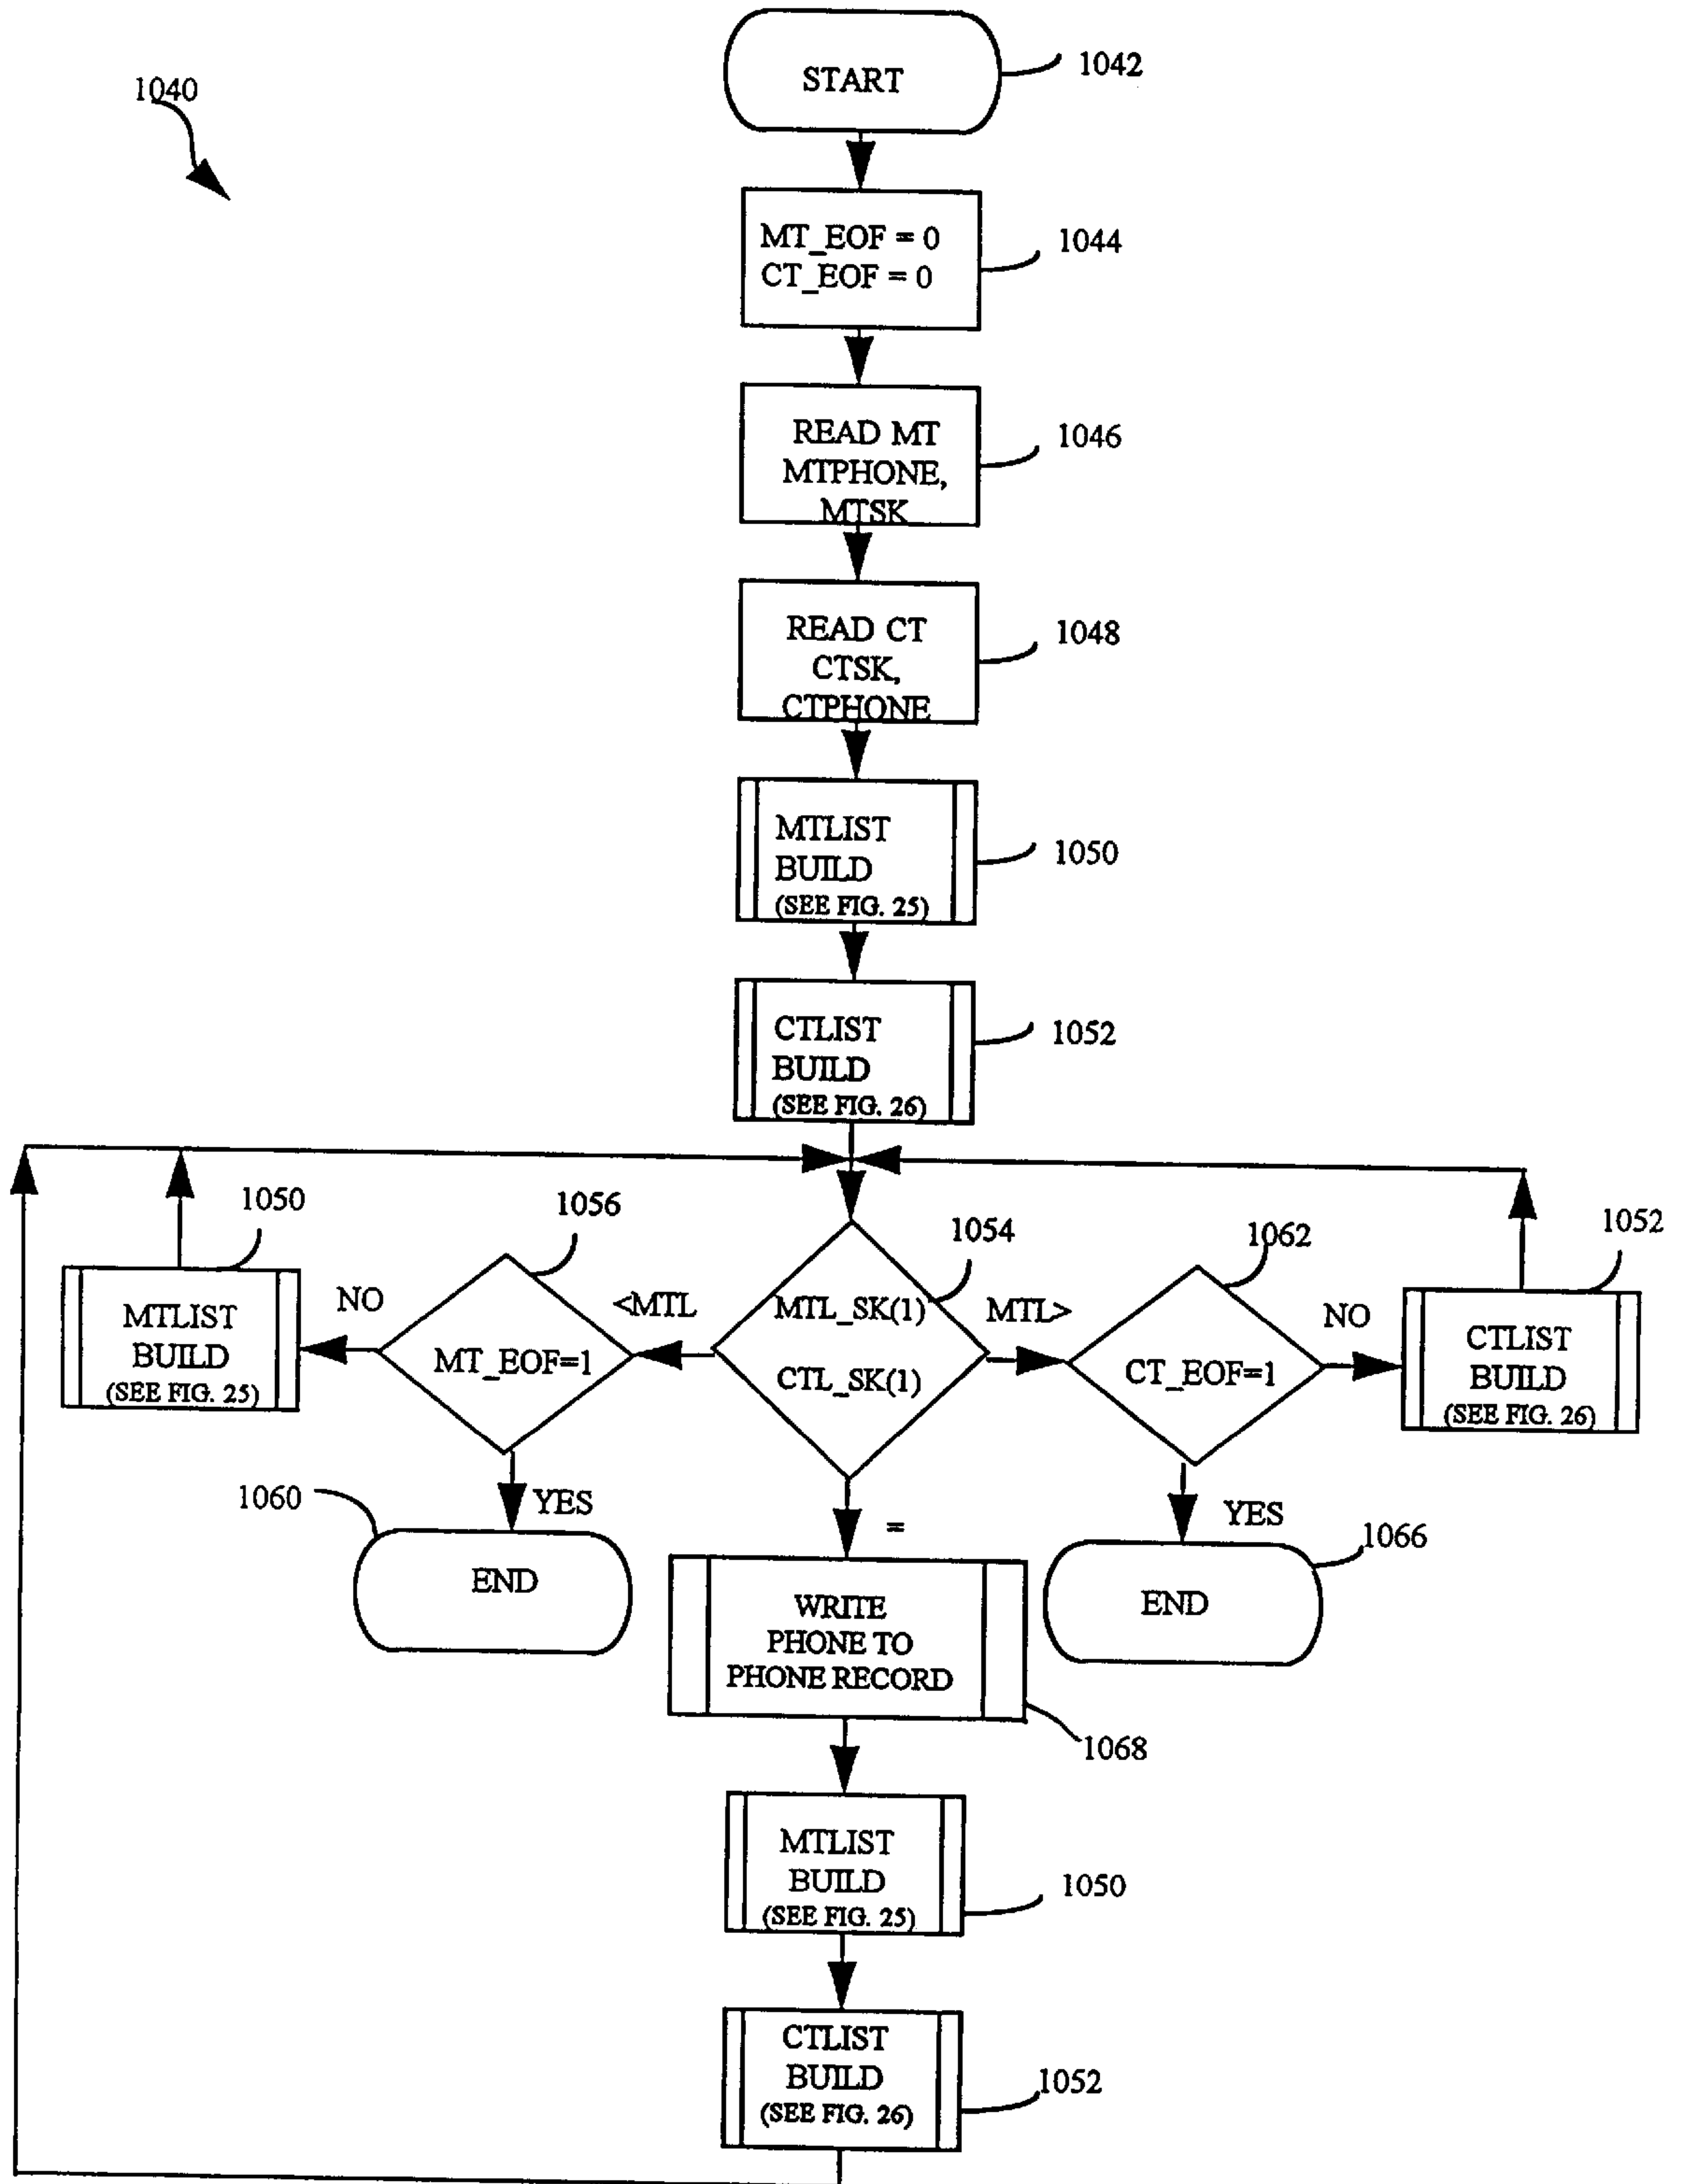 1040
START
1042
MT_EOF = 0
CT_EOF = 0
1044
READ MT
MTPHONE,
MTSK
1046
READ CT
CTSK,
CTPHONE
1048
MTLIST
BUILD
(SEE FIG. 25)
1050
CTLIST
BUILD
(SEE FIG. 26)
1052
1050
MTLIST
BUILD
(SEE FIG. 25)
NO
1056
MT_EOF=1
<MTL
1054
MTL_SK(1)
CTL_SK(1)
MTL>
1062
CT_EOF=1
NO
1052
CTLIST
BUILD
(SEE FIG. 26)
1060
YES
END
=
YES
1066
END
WRITE
PHONE TO
PHONE RECORD
1068
MTLIST
BUILD
(SEE FIG. 25)
1050
CTLIST
BUILD
(SEE FIG. 26)
1052